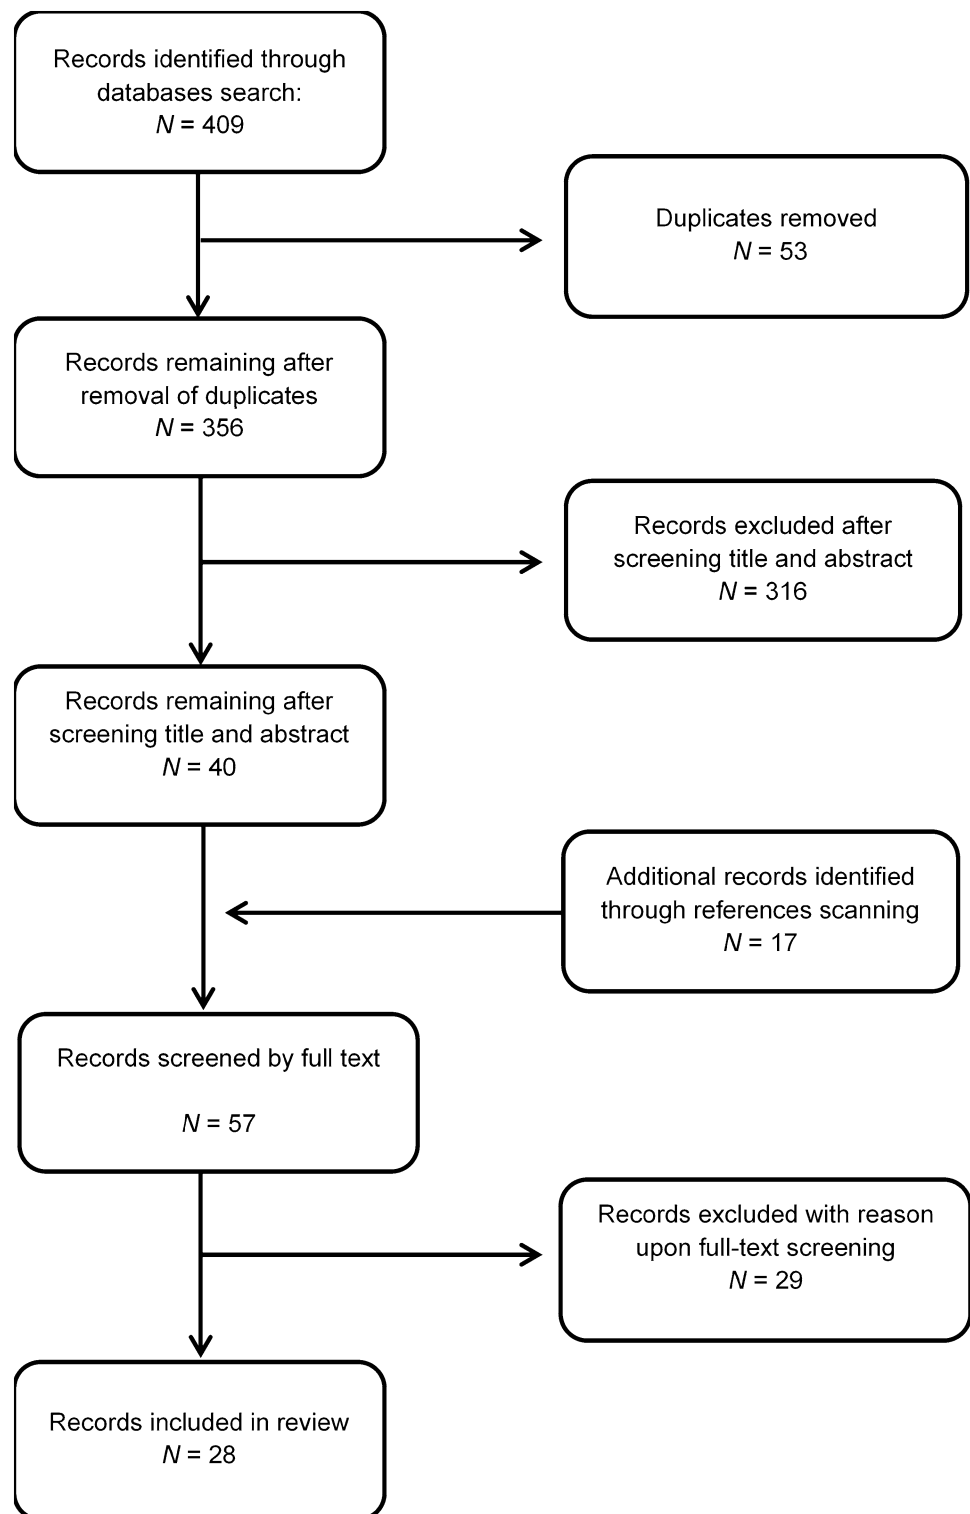 Records identified through
databases search:
N = 409
Duplicates removed
N = 53
Records remaining after
removal of duplicates
N = 356
Records excluded after
screening title and abstract
N = 316
Records remaining after
screening title and abstract
N = 40
Additional records identified
through references scanning
N = 17
Records screened by full text
N = 57
Records excluded with reason
upon full-text screening
N = 29
Records included in review
N = 28